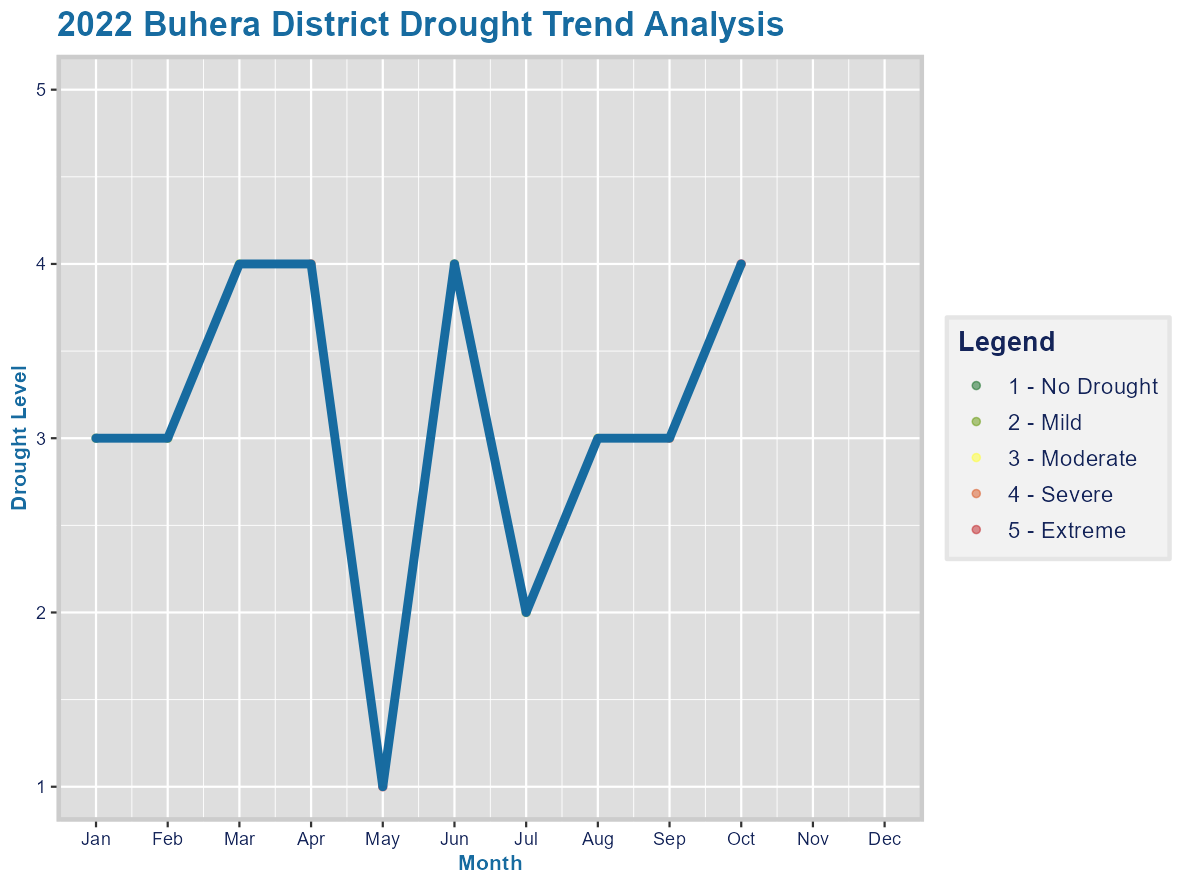 2022 Buhera District Drought Trend Analysis
5
4
3
2
1
Drought Level
Jan Feb Mar Apr May Jun Jul Aug Sep Oct Nov Dec
Month
Legend
1 - No Drought
2 - Mild
3 - Moderate
4 - Severe
5 - Extreme